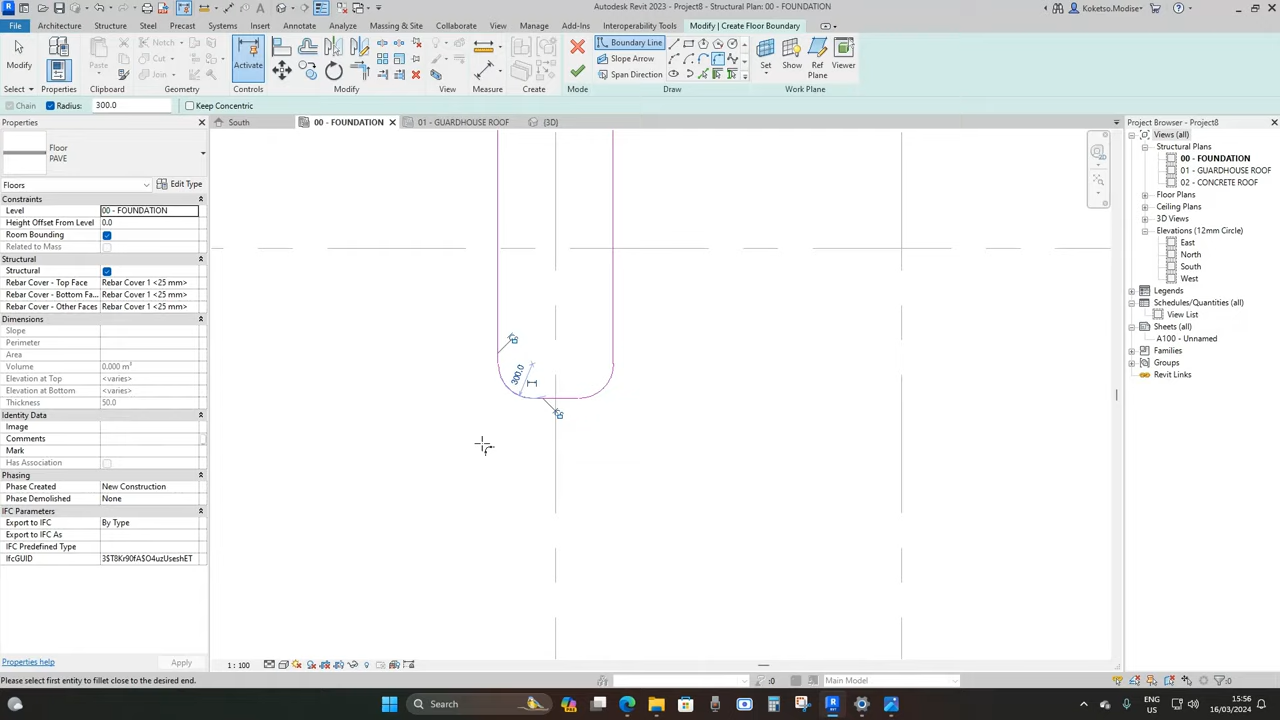 Autodesk Revit 2023 - Project8 - Structural Plan: 00 - FOUNDATION
Koketso.Modise
File
Architecture
Structure
Steel
Precast
Systems
Insert
Annotate
Analyze
Massing & Site
Collaborate
View
Manage
Add-Ins
Interoperability Tools
Modify | Create Floor Boundary
Modify
Paste
Notch
Cut
Join
Activate
Boundary Line
Slope Arrow
Span Direction
Set
Show
Ref
Plane
Viewer
Select
Properties
Clipboard
Geometry
Controls
Modify
View
Measure
Create
Mode
Draw
Work Plane
Chain
Radius:
300.0
Keep Concentric
Properties
South
00 - FOUNDATION
01 - GUARDHOUSE ROOF
{3D}
Project Browser - Project8
Floor
PAVE
Floors
Edit Type
Constraints
Level 00 - FOUNDATION
Height Offset From Level 0.0
Room Bounding
Related to Mass
Structural
Structural
Rebar Cover - Top Face Rebar Cover 1 <25 mm>
Rebar Cover - Bottom Fa... Rebar Cover 1 <25 mm>
Rebar Cover - Other Faces Rebar Cover 1 <25 mm>
Dimensions
Slope
Perimeter
Area
Volume 0.000 m³
Elevation at Top <varies>
Elevation at Bottom <varies>
Thickness 50.0
Identity Data
Image
Comments
Mark
Has Association
Phasing
Phase Created New Construction
Phase Demolished None
IFC Parameters
Export to IFC By Type
Export to IFC As
IFC Predefined Type
IfcGUID 3$T8Kr90fA$O4uzUseshET
Properties help
Apply
300.0
Views (all)
Structural Plans
00 - FOUNDATION
01 - GUARDHOUSE ROOF
02 - CONCRETE ROOF
Floor Plans
Ceiling Plans
3D Views
Elevations (12mm Circle)
East
North
South
West
Legends
Schedules/Quantities (all)
View List
Sheets (all)
A100 - Unnamed
Families
Groups
Revit Links
1 : 100
Please select first entity to fillet close to the desired end.
:0
Main Model
:0
Search
ENG
US
15:56
16/03/2024